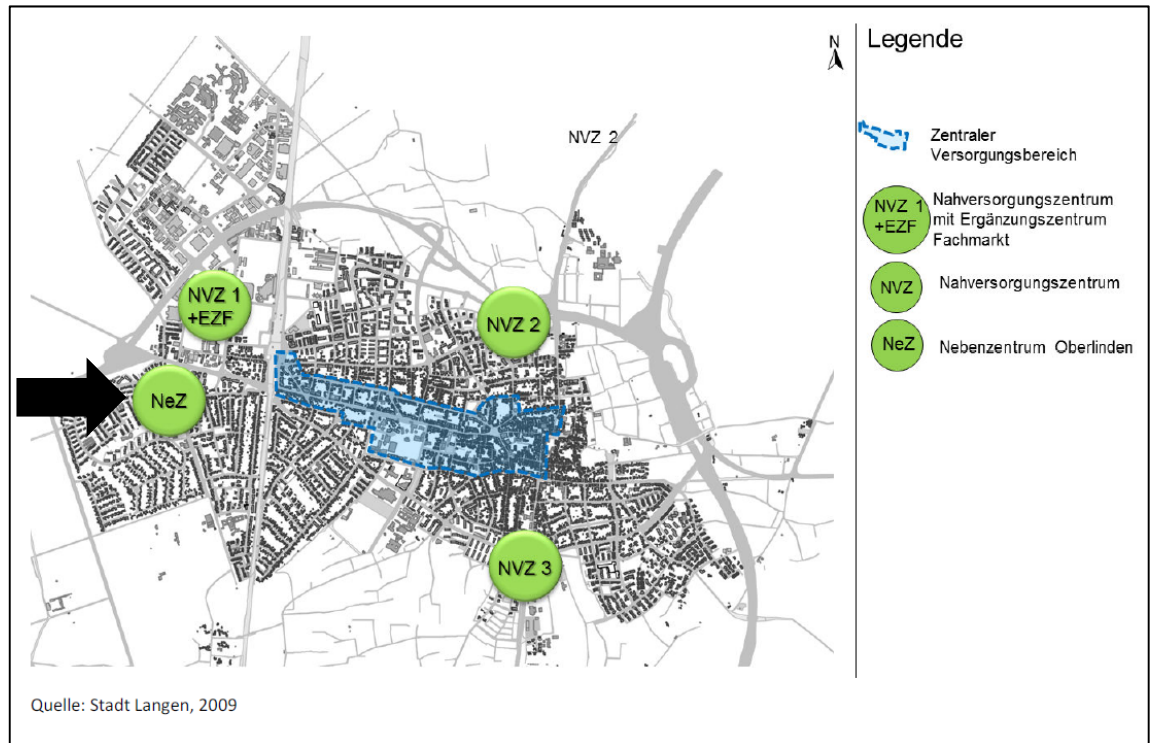 N
Legende
NVZ 2
Zentraler
Versorgungsbereich
NVZ 1
+EZF
Nahversorgungszentrum
mit Ergänzungszentrum
Fachmarkt
NVZ
Nahversorgungszentrum
NeZ
Nebenzentrum Oberlinden
NVZ 1
+EZF
NVZ 2
NeZ
NVZ 3
Quelle: Stadt Langen, 2009